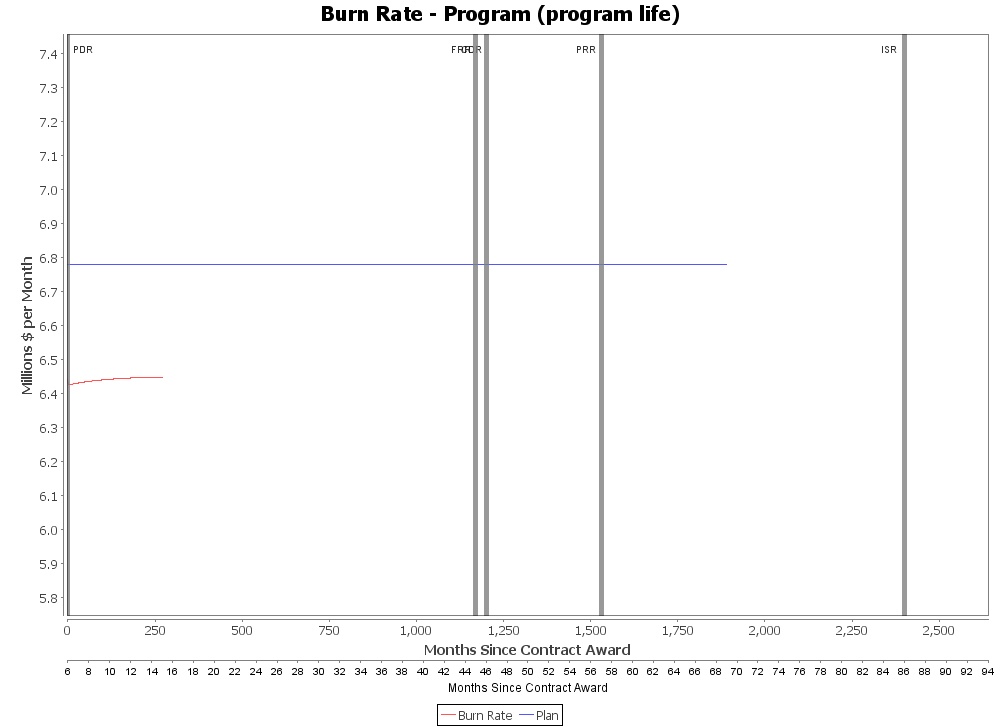 Burn Rate - Program (program life)
PDR FRR CDR PRR ISR
7.4
7.3
7.2
7.1
7.0
6.9
6.8
6.7
6.6
6.5
6.4
6.3
6.2
6.1
6.0
5.9
5.8
Millions $ per Month
0 250 500 750 1,000 1,250 1,500 1,750 2,000 2,250 2,500
Months Since Contract Award
6 8 10 12 14 16 18 20 22 24 26 28 30 32 34 36 38 40 42 44 46 48 50 52 54 56 58 60 62 64 66 68 70 72 74 76 78 80 82 84 86 88 90 92 94
Months Since Contract Award
Burn Rate Plan